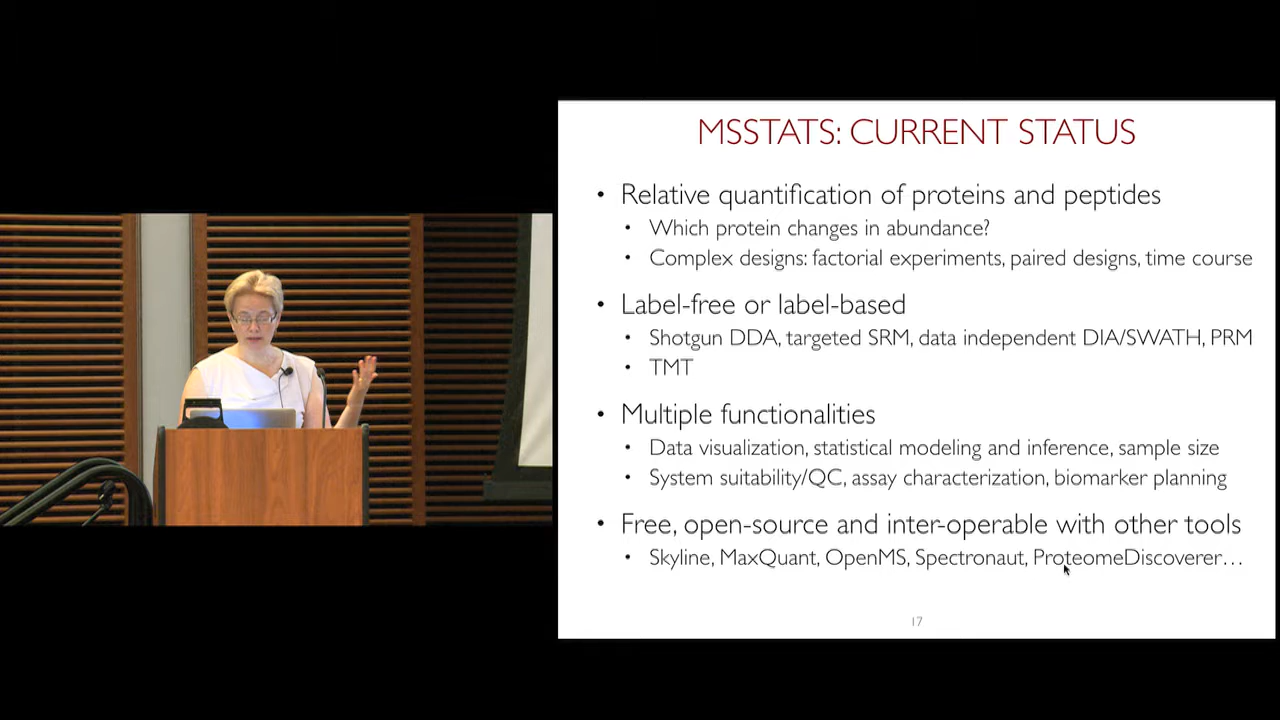 MSSTATS: CURRENT STATUS
• Relative quantification of proteins and peptides
• Which protein changes in abundance?
• Complex designs: factorial experiments, paired designs, time course
• Label-free or label-based
• Shotgun DDA, targeted SRM, data independent DIA/SWATH, PRM
• TMT
• Multiple functionalities
• Data visualization, statistical modeling and inference, sample size
• System suitability/QC, assay characterization, biomarker planning
• Free, open-source and inter-operable with other tools
• Skyline, MaxQuant, OpenMS, Spectronaut, ProteomeDiscoverer…
17